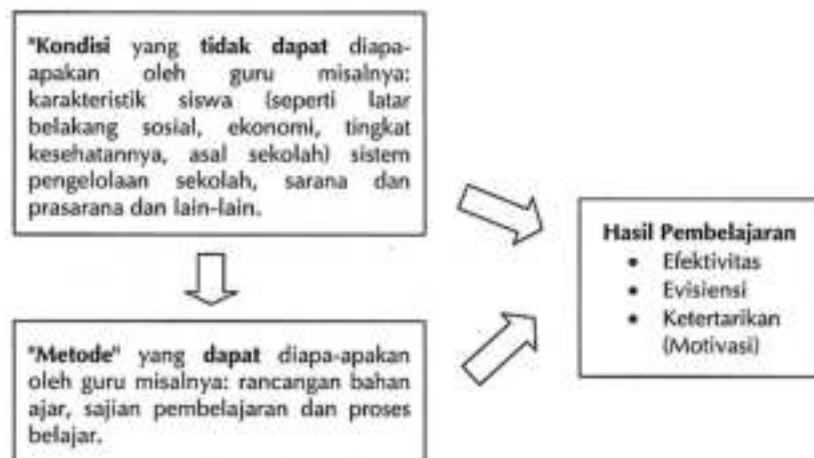 "Kondisi yang tidak dapat diapa-
apakan oleh guru misalnya:
karakteristik siswa (seperti latar
belakang sosial, ekonomi, tingkat
kesehatannya, asal sekolah) sistem
pengelolaan sekolah, sarana dan
prasarana dan lain-lain.
"Metode" yang dapat diapa-apakan
oleh guru misalnya: rancangan bahan
ajar, sajian pembelajaran dan proses
belajar.
Hasil Pembelajaran
• Efektivitas
• Evisiensi
• Ketertarikan
(Motivasi)